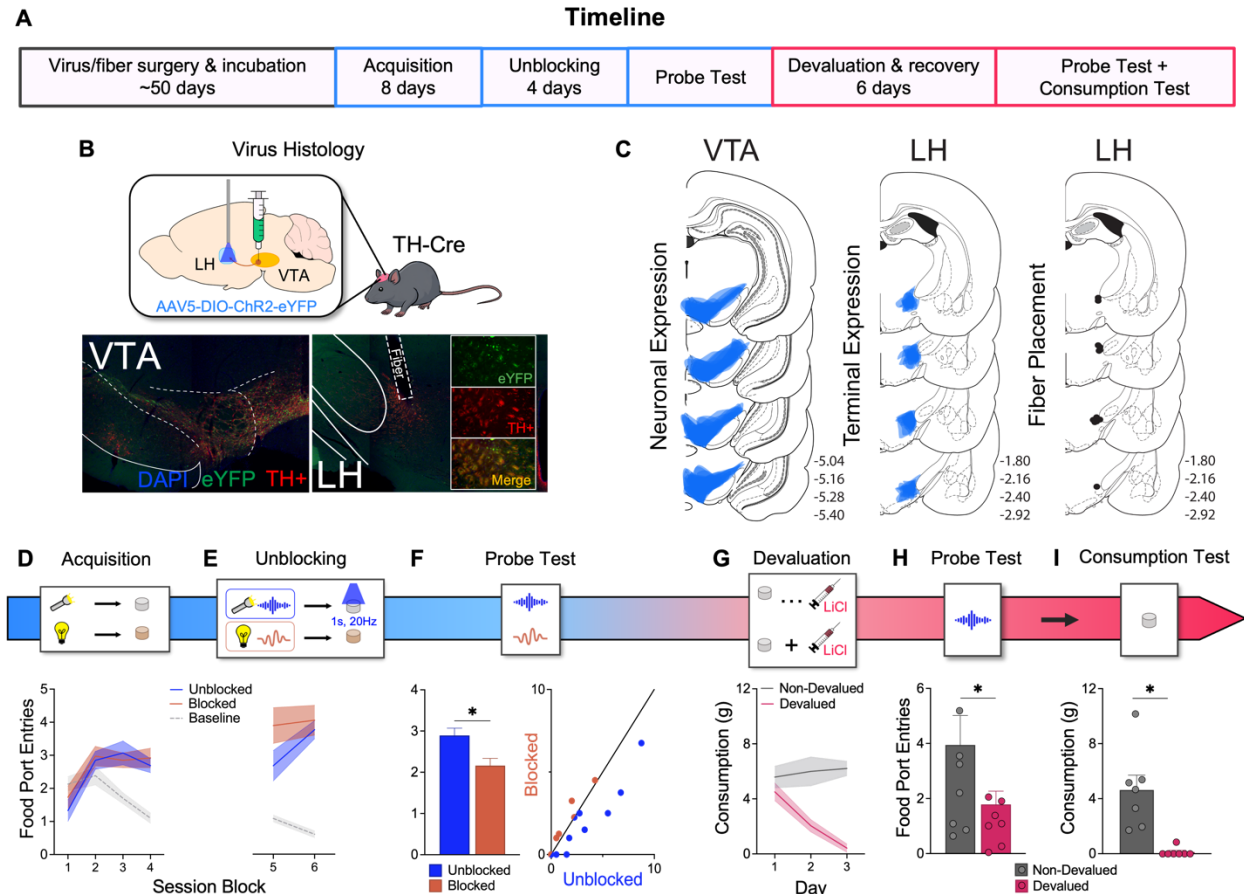 A
Timeline
Virus/fiber surgery & incubation
~50 days
Acquisition
8 days
Unblocking
4 days
Probe Test
Devaluation & recovery
6 days
Probe Test +
Consumption Test
B
Virus Histology
LH
VTA
AAV5-DIO-ChR2-eYFP
TH-Cre
VTA
DAPI eYFP TH+
LH
Fiber
eYFP
TH+
Merge
C
VTA
LH
LH
Neuronal Expression
Terminal Expression
Fiber Placement
-5.04
-5.16
-5.28
-5.40
-1.80
-2.16
-2.40
-2.92
-1.80
-2.16
-2.40
-2.92
D Acquisition
E Unblocking
1s, 20Hz
F Probe Test
G Devaluation
... LiCl
+ LiCl
H Probe Test
I Consumption Test
Food Port Entries
5
4
3
2
1
0
Unblocked
Blocked
Baseline
1 2 3 4
5 6
Session Block
4
3
2
1
0
*
Unblocked
Blocked
Blocked
10
0
0 10
Unblocked
Consumption (g)
12
8
4
0
Non-Devalued
Devalued
1 2 3
Day
Food Port Entries
6
4
2
0
*
Consumption (g)
12
8
4
0
*
Non-Devalued
Devalued